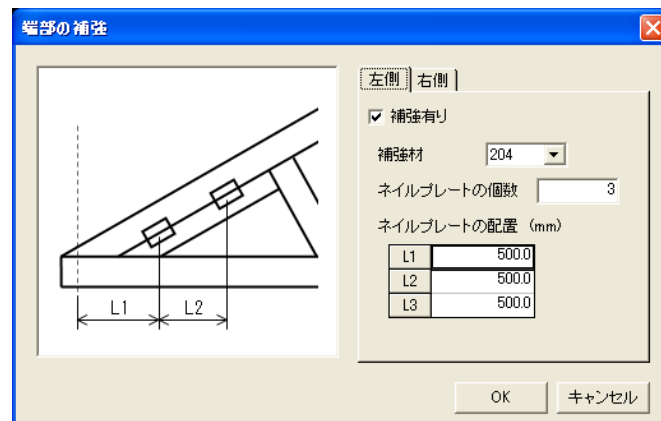 端部の補強
左側 右側
補強有り
補強材 204
ネイルプレートの個数 3
ネイルプレートの配置 (mm)
L1 500.0
L2 500.0
L3 500.0
L1 L2
OK キャンセル